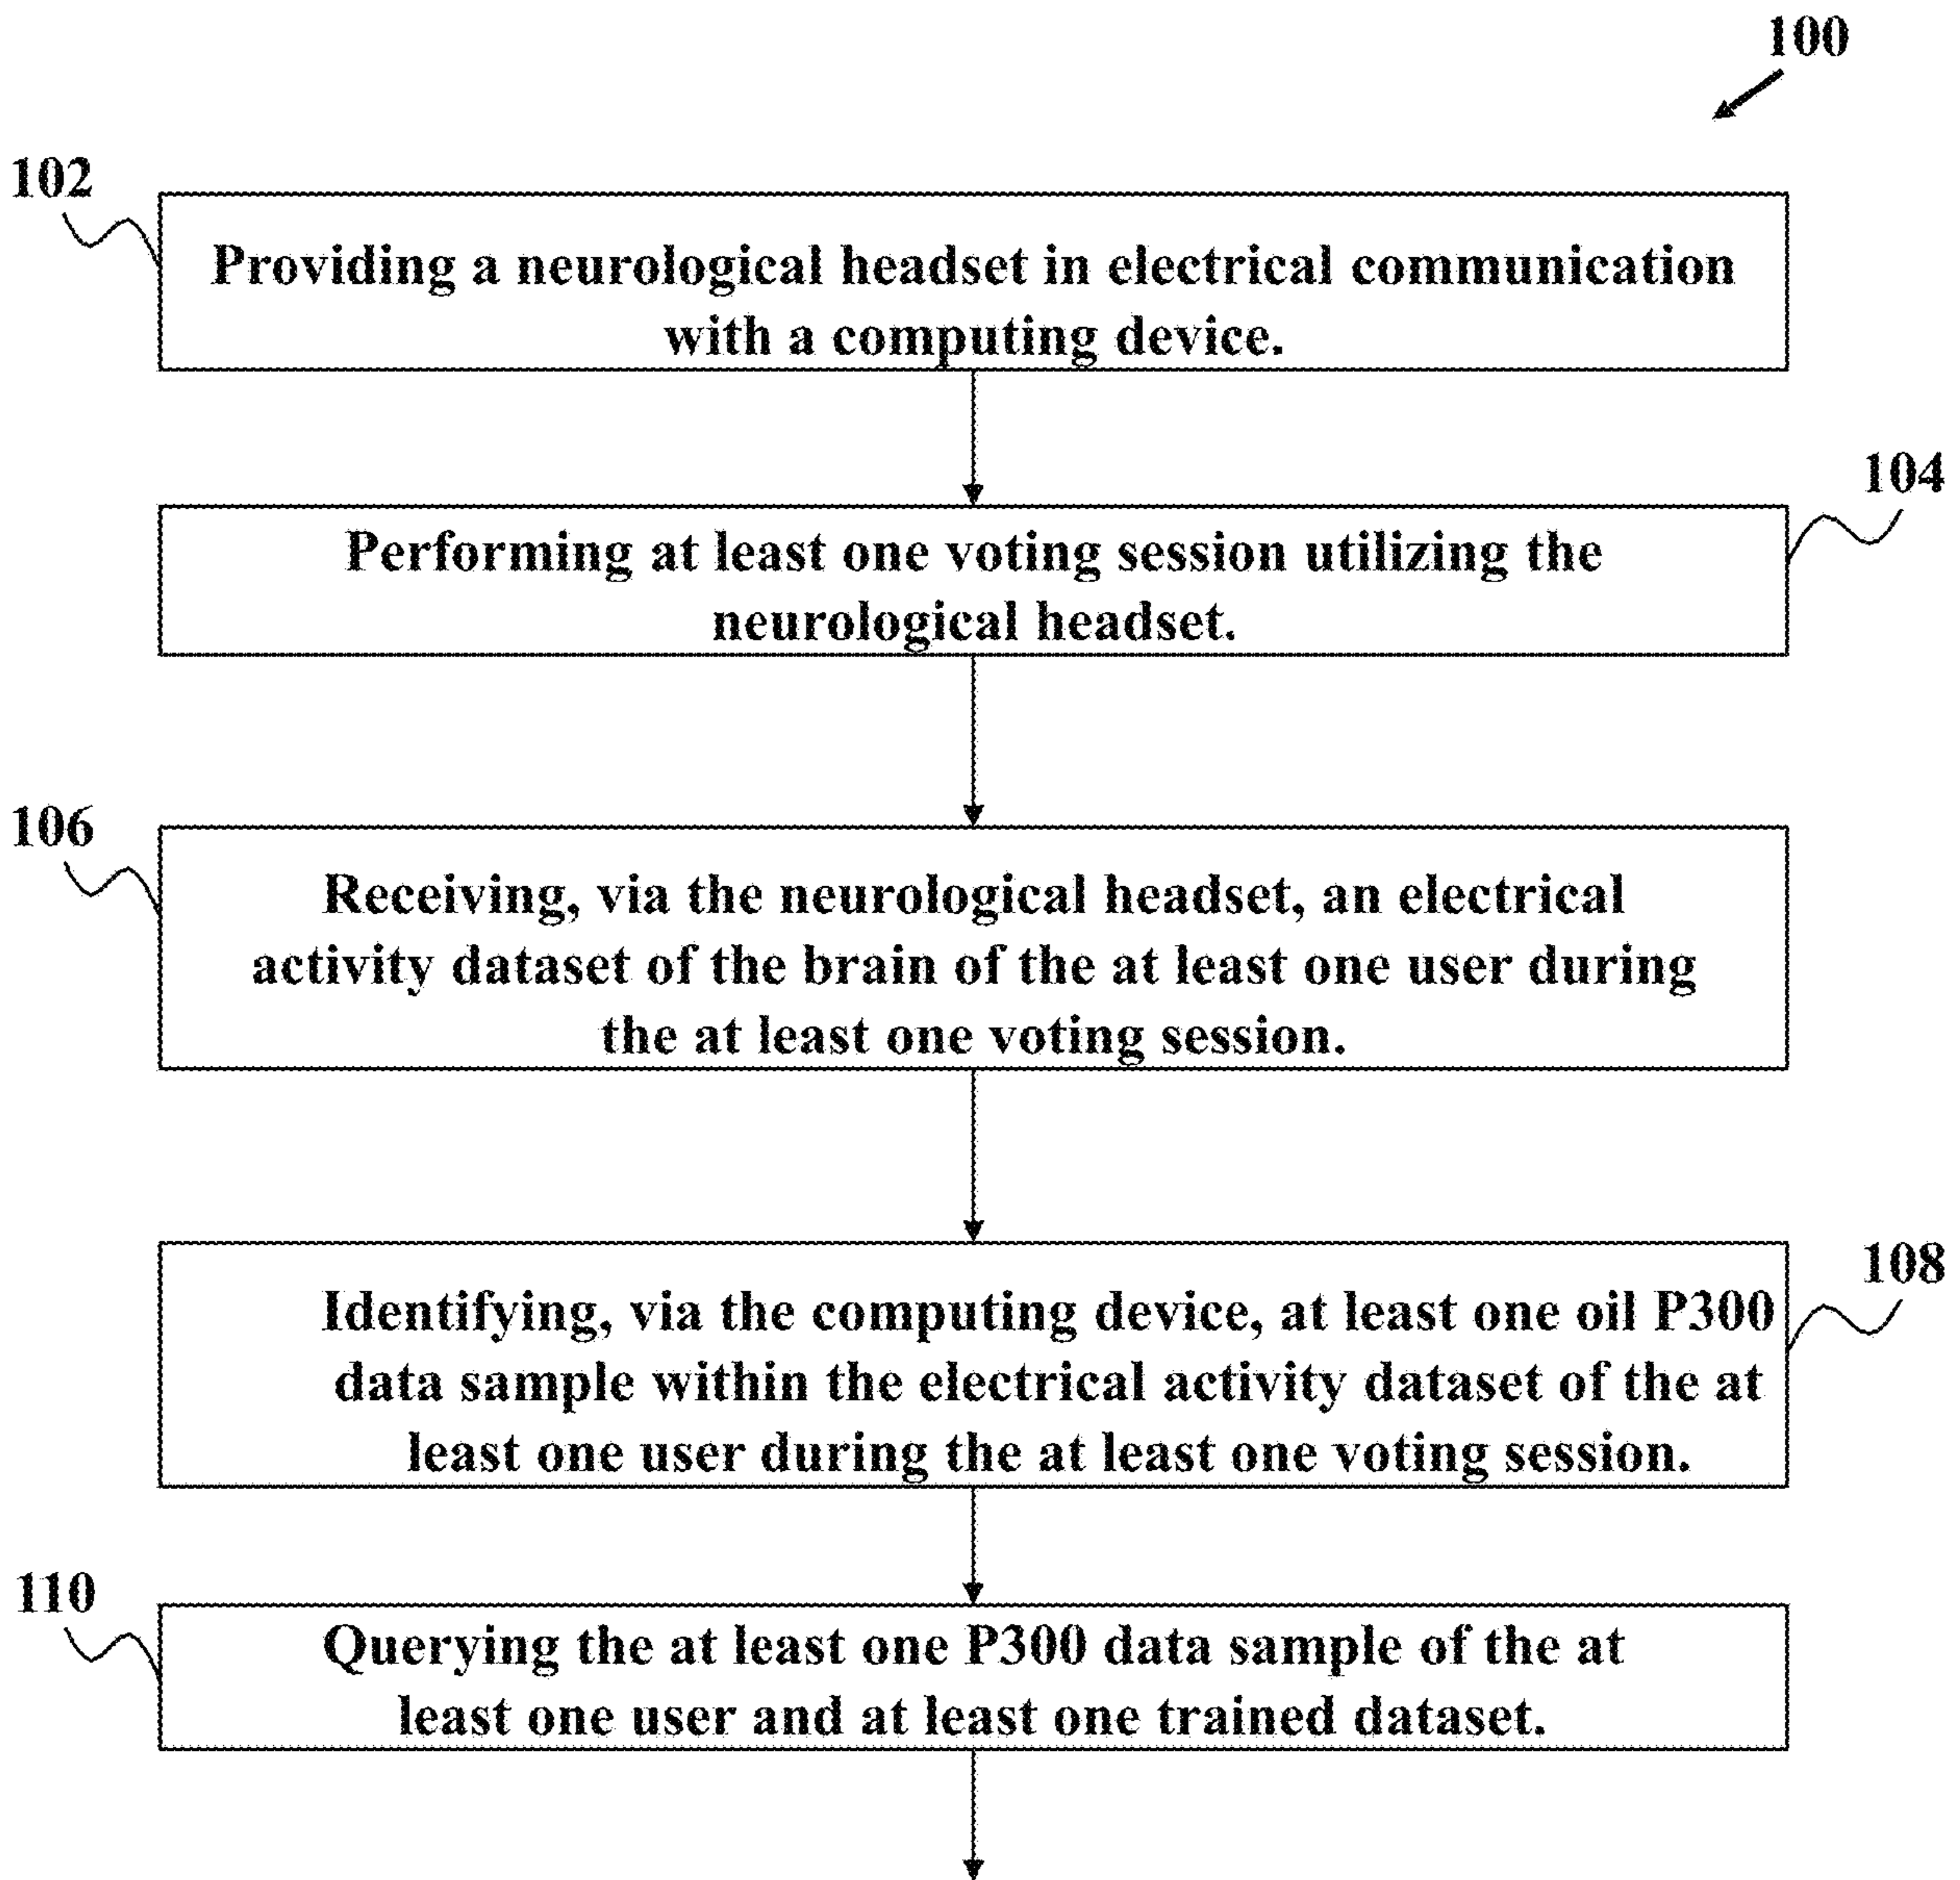 100
102
Providing a neurological headset in electrical communication
with a computing device.
104
Performing at least one voting session utilizing the
neurological headset.
106
Receiving, via the neurological headset, an electrical
activity dataset of the brain of the at least one user during
the at least one voting session.
108
Identifying, via the computing device, at least one oil P300
data sample within the electrical activity dataset of the at
least one user during the at least one voting session.
110
Querying the at least one P300 data sample of the at
least one user and at least one trained dataset.